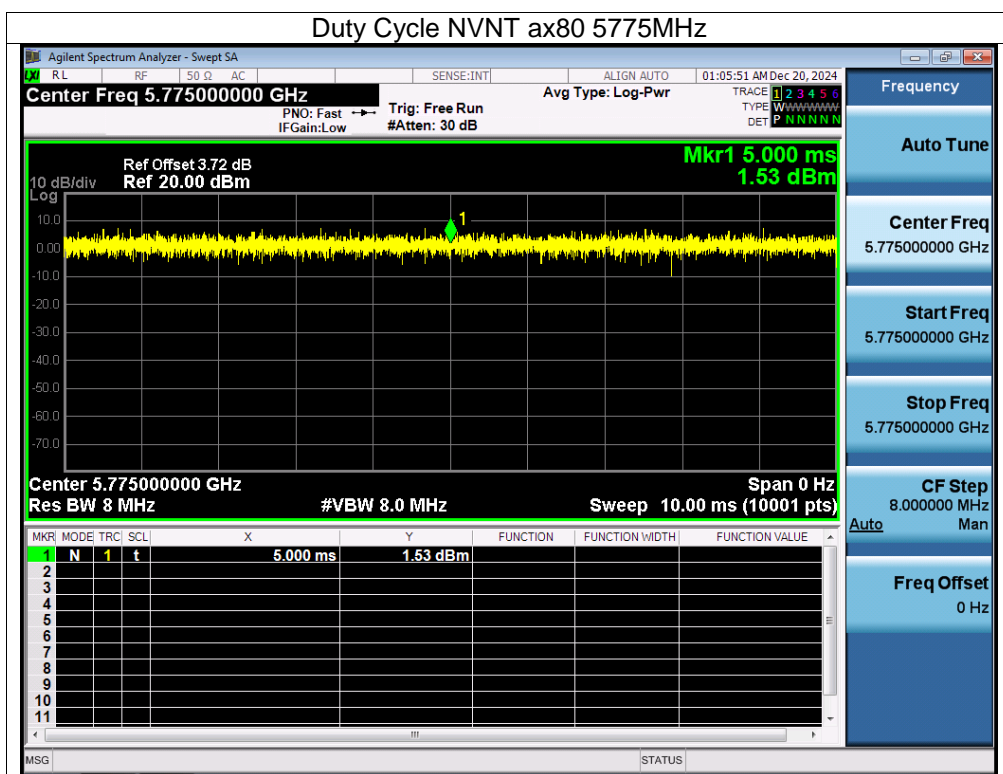 Duty Cycle NVNT ax80 5775MHz
Agilent Spectrum Analyzer - Swept SA
LXI RL RF 50 Ω AC SENSE:INT ALIGN AUTO 01:05:51 AM Dec 20, 2024
Center Freq 5.775000000 GHz
PNO: Fast
IFGain:Low
Trig: Free Run
#Atten: 30 dB
Avg Type: Log-Pwr
TRACE 1 2 3 4 5 6
TYPE WWWWWW
DET P N N N N N
Ref Offset 3.72 dB
10 dB/div Ref 20.00 dBm
Log
Mkr1 5.000 ms
1.53 dBm
1
10.0
0.00
-10.0
-20.0
-30.0
-40.0
-50.0
-60.0
-70.0
Center 5.775000000 GHz Span 0 Hz
Res BW 8 MHz #VBW 8.0 MHz Sweep 10.00 ms (10001 pts)
MKR MODE TRC SCL X Y FUNCTION FUNCTION WIDTH FUNCTION VALUE
1 N 1 t 5.000 ms 1.53 dBm
2
3
4
5
6
7
8
9
10
11
MSG STATUS
Frequency
Auto Tune
Center Freq
5.775000000 GHz
Start Freq
5.775000000 GHz
Stop Freq
5.775000000 GHz
CF Step
8.000000 MHz
Auto Man
Freq Offset
0 Hz